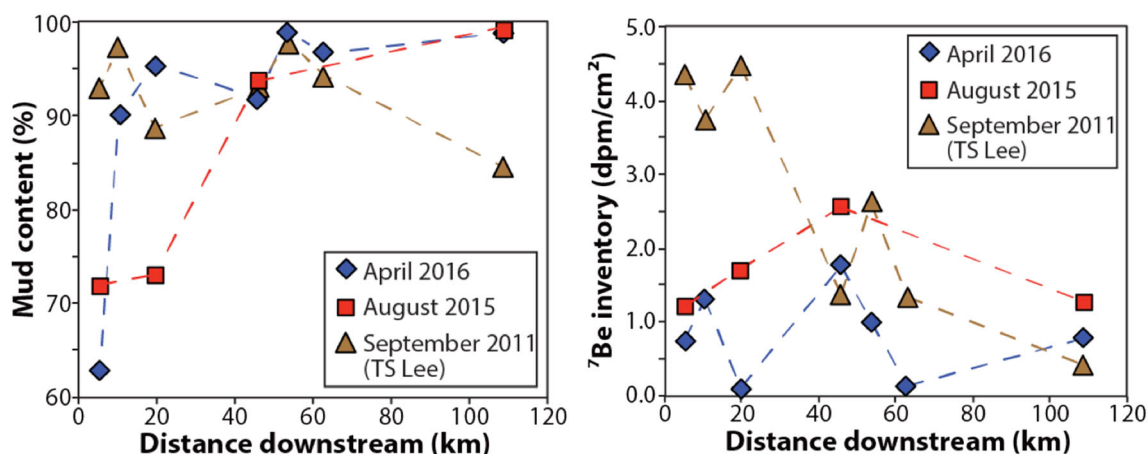 Mud content (%)
100
90
80
70
60
0
20
40
60
80
100
120
Distance downstream (km)
April 2016
August 2015
September 2011
(TS Lee)
⁷Be inventory (dpm/cm²)
5.0
4.0
3.0
2.0
1.0
0.0
0
20
40
60
80
100
120
Distance downstream (km)
April 2016
August 2015
September 2011
(TS Lee)